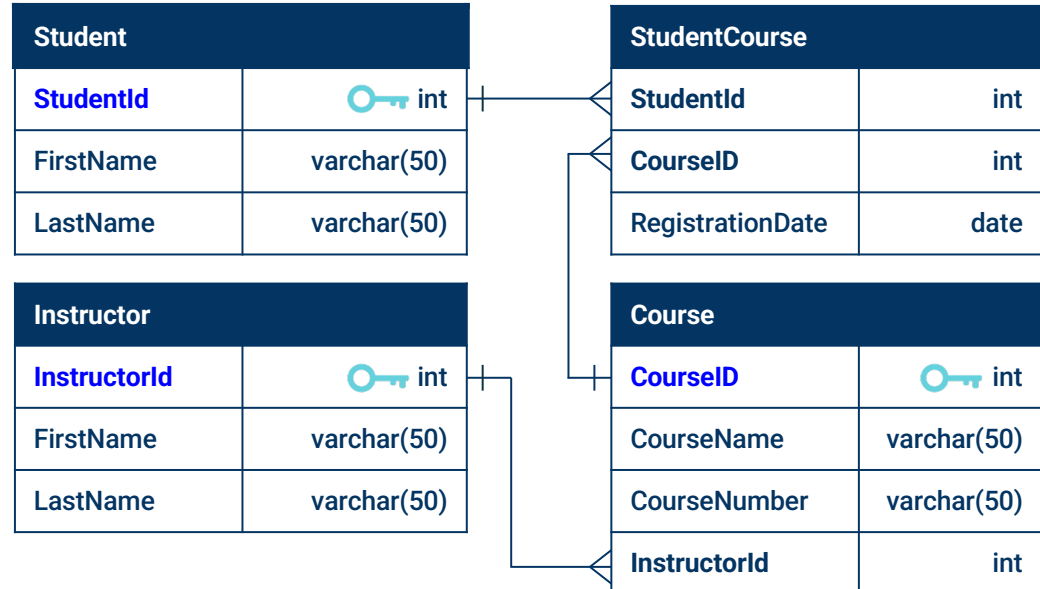 Student
StudentId int
FirstName varchar(50)
LastName varchar(50)
StudentCourse
StudentId int
CourseID int
RegistrationDate date
Instructor
InstructorId int
FirstName varchar(50)
LastName varchar(50)
Course
CourseID int
CourseName varchar(50)
CourseNumber varchar(50)
InstructorId int